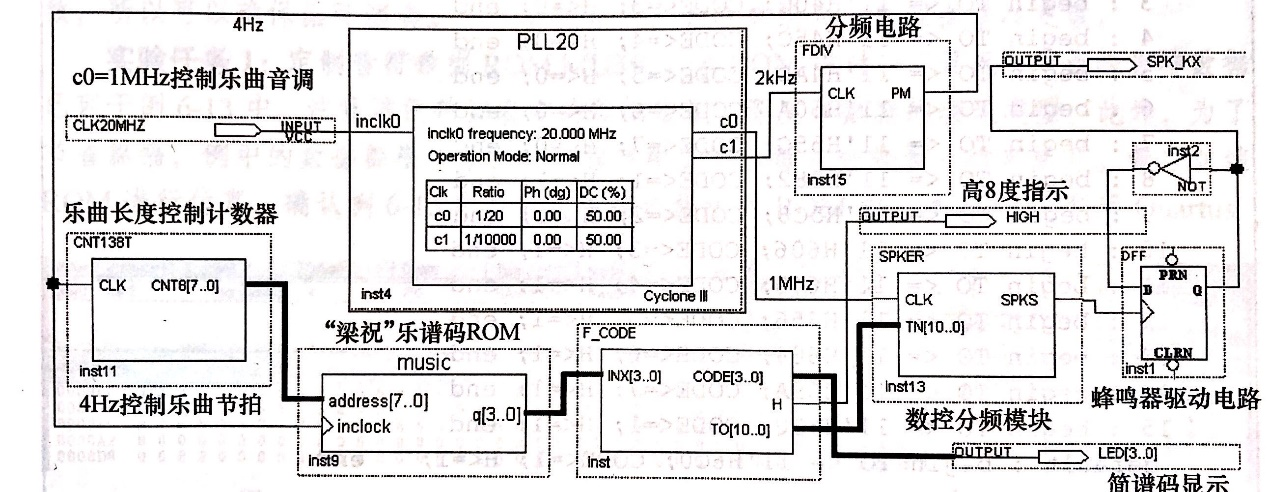 4Hz
PLL20
分频电路
FDIV
CLK PM
inst15
2kHz
OUTPUT SPK_KX
c0=1MHz控制乐曲音调
CLK20MHZ INPUT
VCC
inclk0
inclk0 frequency: 20.000 MHz
Operation Mode: Normal
Clk Ratio Ph (dg) DC (%)
c0 1/20 0.00 50.00
c1 1/10000 0.00 50.00
c0
c1
inst4 Cyclone III
inst2
NOT
高8度指示
OUTPUT HIGH
乐曲长度控制计数器
CNT138T
CLK CNT8[7..0]
inst11
4Hz控制乐曲节拍
1MHz
SPKER
CLK SPKS
TN[10..0]
inst13
数控分频模块
DFF
PRN
D Q
CLRN
inst1
蜂鸣器驱动电路
“梁祝”乐谱码ROM
music
address[7..0]
q[3..0]
inclock
inst9
F_CODE
INX[3..0] CODE[3..0]
H
TO[10..0]
inst
OUTPUT LED[3..0]
简谱码显示